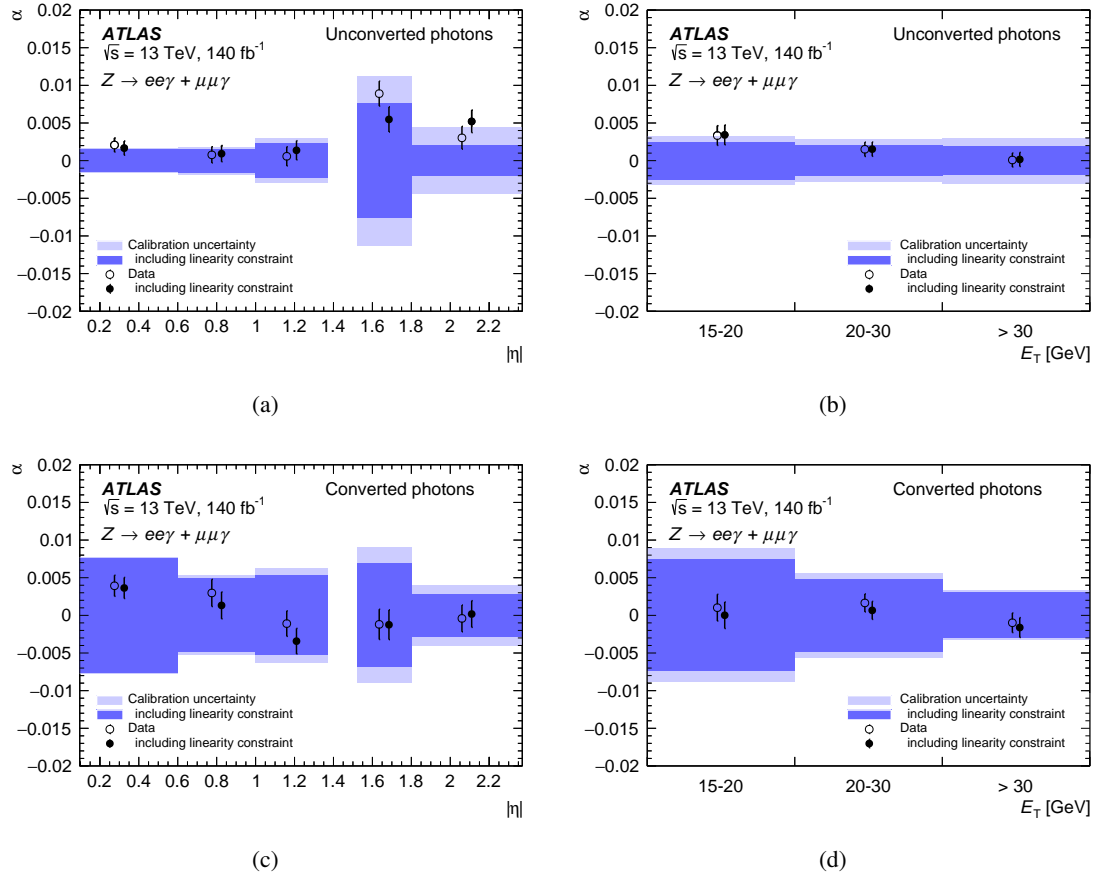 α
0.02
0.015
0.01
0.005
0
−0.005
−0.01
−0.015
−0.02
ATLAS
√s = 13 TeV, 140 fb⁻¹
Z → eeγ + μμγ
Unconverted photons
Calibration uncertainty
including linearity constraint
Data
including linearity constraint
0.2 0.4 0.6 0.8 1 1.2 1.4 1.6 1.8 2 2.2
|η|
(a)
α
0.02
0.015
0.01
0.005
0
−0.005
−0.01
−0.015
−0.02
ATLAS
√s = 13 TeV, 140 fb⁻¹
Z → eeγ + μμγ
Unconverted photons
Calibration uncertainty
including linearity constraint
Data
including linearity constraint
15-20 20-30 > 30
E_T [GeV]
(b)
α
0.02
0.015
0.01
0.005
0
−0.005
−0.01
−0.015
−0.02
ATLAS
√s = 13 TeV, 140 fb⁻¹
Z → eeγ + μμγ
Converted photons
Calibration uncertainty
including linearity constraint
Data
including linearity constraint
0.2 0.4 0.6 0.8 1 1.2 1.4 1.6 1.8 2 2.2
|η|
(c)
α
0.02
0.015
0.01
0.005
0
−0.005
−0.01
−0.015
−0.02
ATLAS
√s = 13 TeV, 140 fb⁻¹
Z → eeγ + μμγ
Converted photons
Calibration uncertainty
including linearity constraint
Data
including linearity constraint
15-20 20-30 > 30
E_T [GeV]
(d)